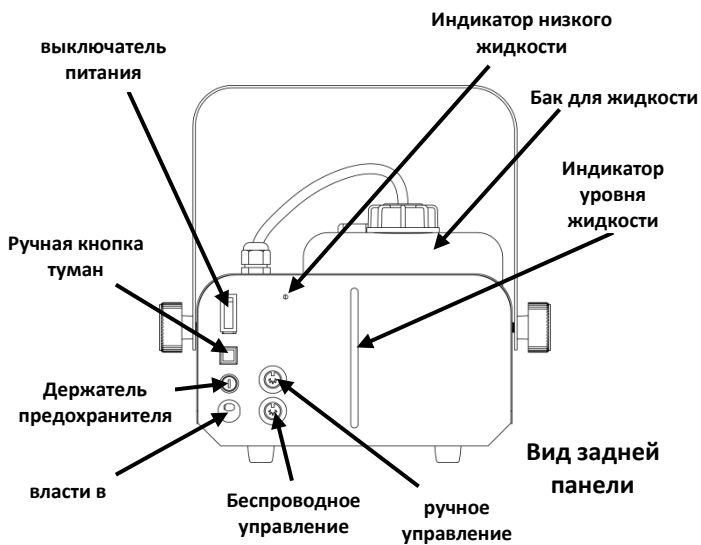 Индикатор низкого
жидкости
выключатель
питания
Бак для жидкости
Индикатор
уровня
жидкости
Ручная кнопка
туман
Держатель
предохранителя
Вид задней
панели
власти в
Беспроводное
управление
ручное
управление